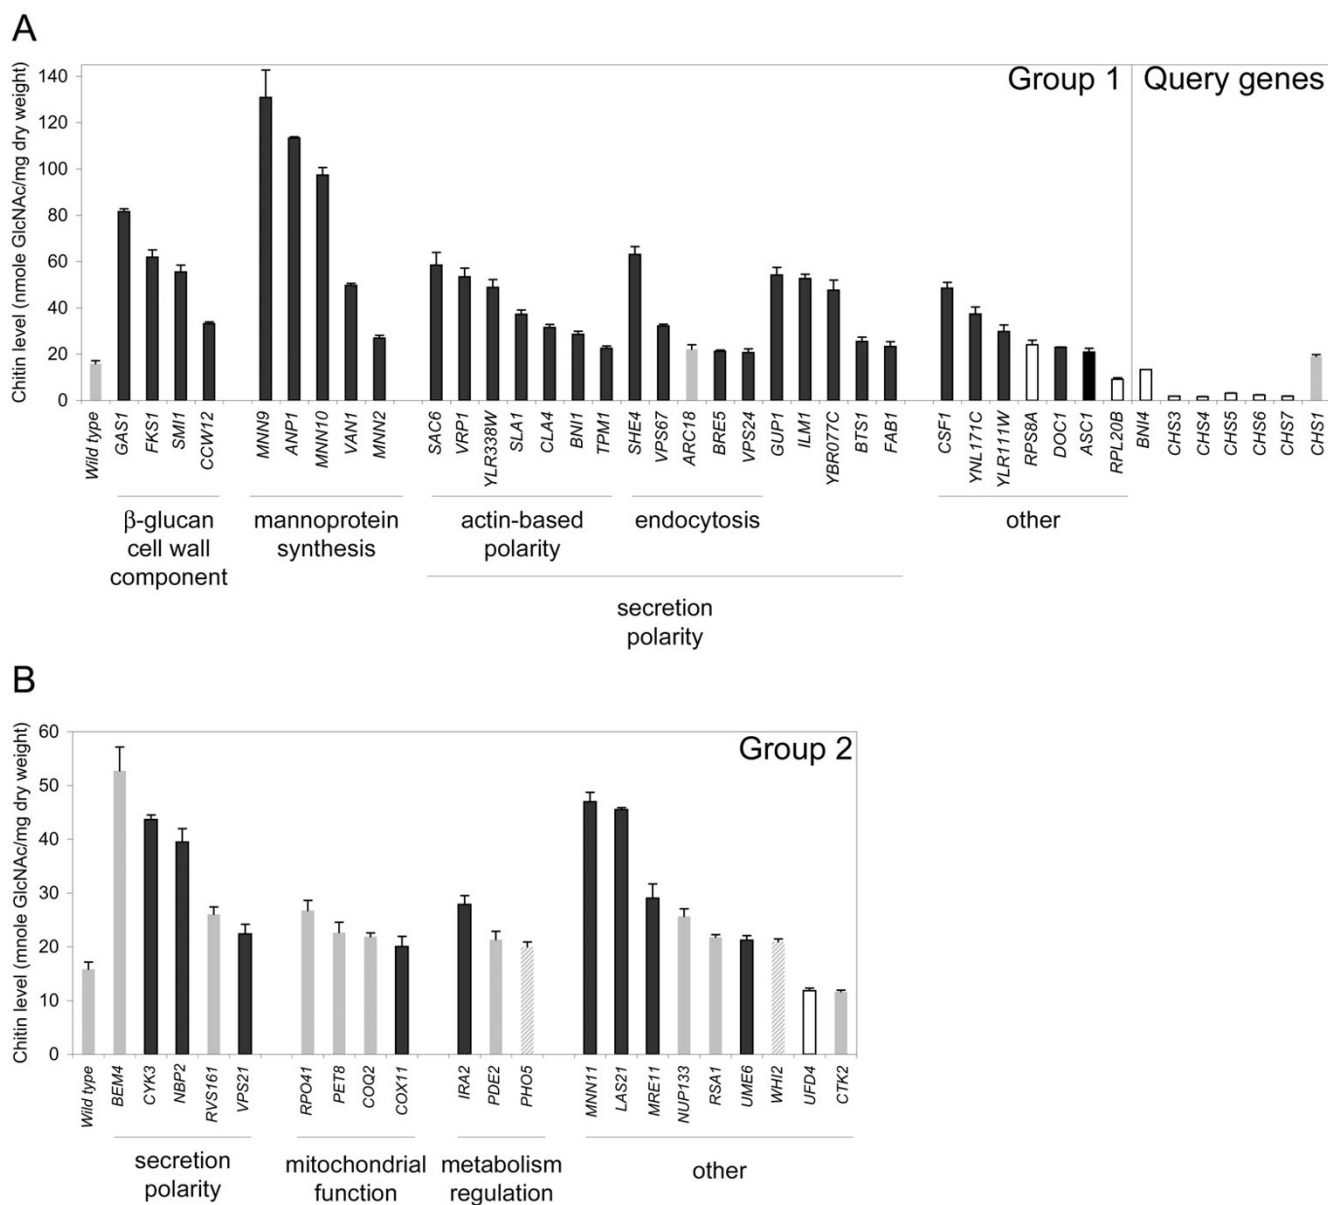 A
Group 1
Query genes
Chitin level (nmole GlcNAc/mg dry weight)
140
120
100
80
60
40
20
0
Wild type
GAS1
FKS1
SMI1
CCW12
MNN9
ANP1
MNN10
VAN1
MNN2
SAC6
VRP1
YLR338W
SLA1
CLA4
BNI1
TPM1
SHE4
VPS67
ARC18
BRE5
VPS24
GUP1
ILM1
YBR077C
BTS1
FAB1
CSF1
YNL171C
YLR111W
RPS8A
DOC1
ASC1
RPL20B
BNI4
CHS3
CHS4
CHS5
CHS6
CHS7
CHS1
β-glucan
cell wall
component
mannoprotein
synthesis
actin-based
polarity
endocytosis
other
secretion
polarity
B
Group 2
Chitin level (mnole GlcNAc/mg dry weight)
60
50
40
30
20
10
0
Wild type
BEM4
CYK3
NBP2
RVS161
VPS21
RPO41
PET8
COQ2
COX11
IRA2
PDE2
PHO5
MNN11
LAS21
MRE11
NUP133
RSA1
UME6
WHI2
UFD4
CTK2
secretion
polarity
mitochondrial
function
metabolism
regulation
other